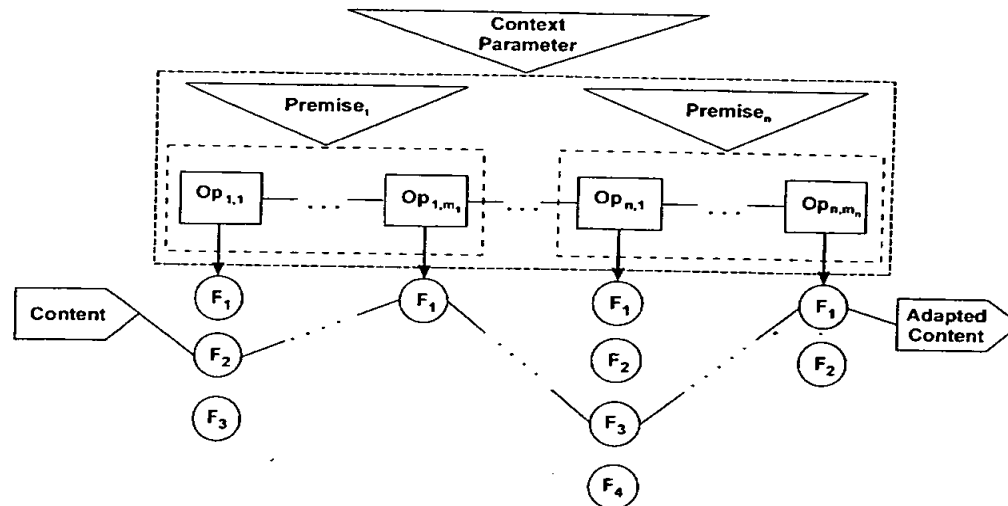 Context
Parameter
Premise₁
Premiseₙ
Op₁,₁
...
Op₁,ₘ₁
...
Opₙ,₁
...
Opₙ,ₘₙ
F₁
F₁
F₁
F₁
Content
Adapted
Content
F₂
F₂
F₂
F₃
F₃
F₄